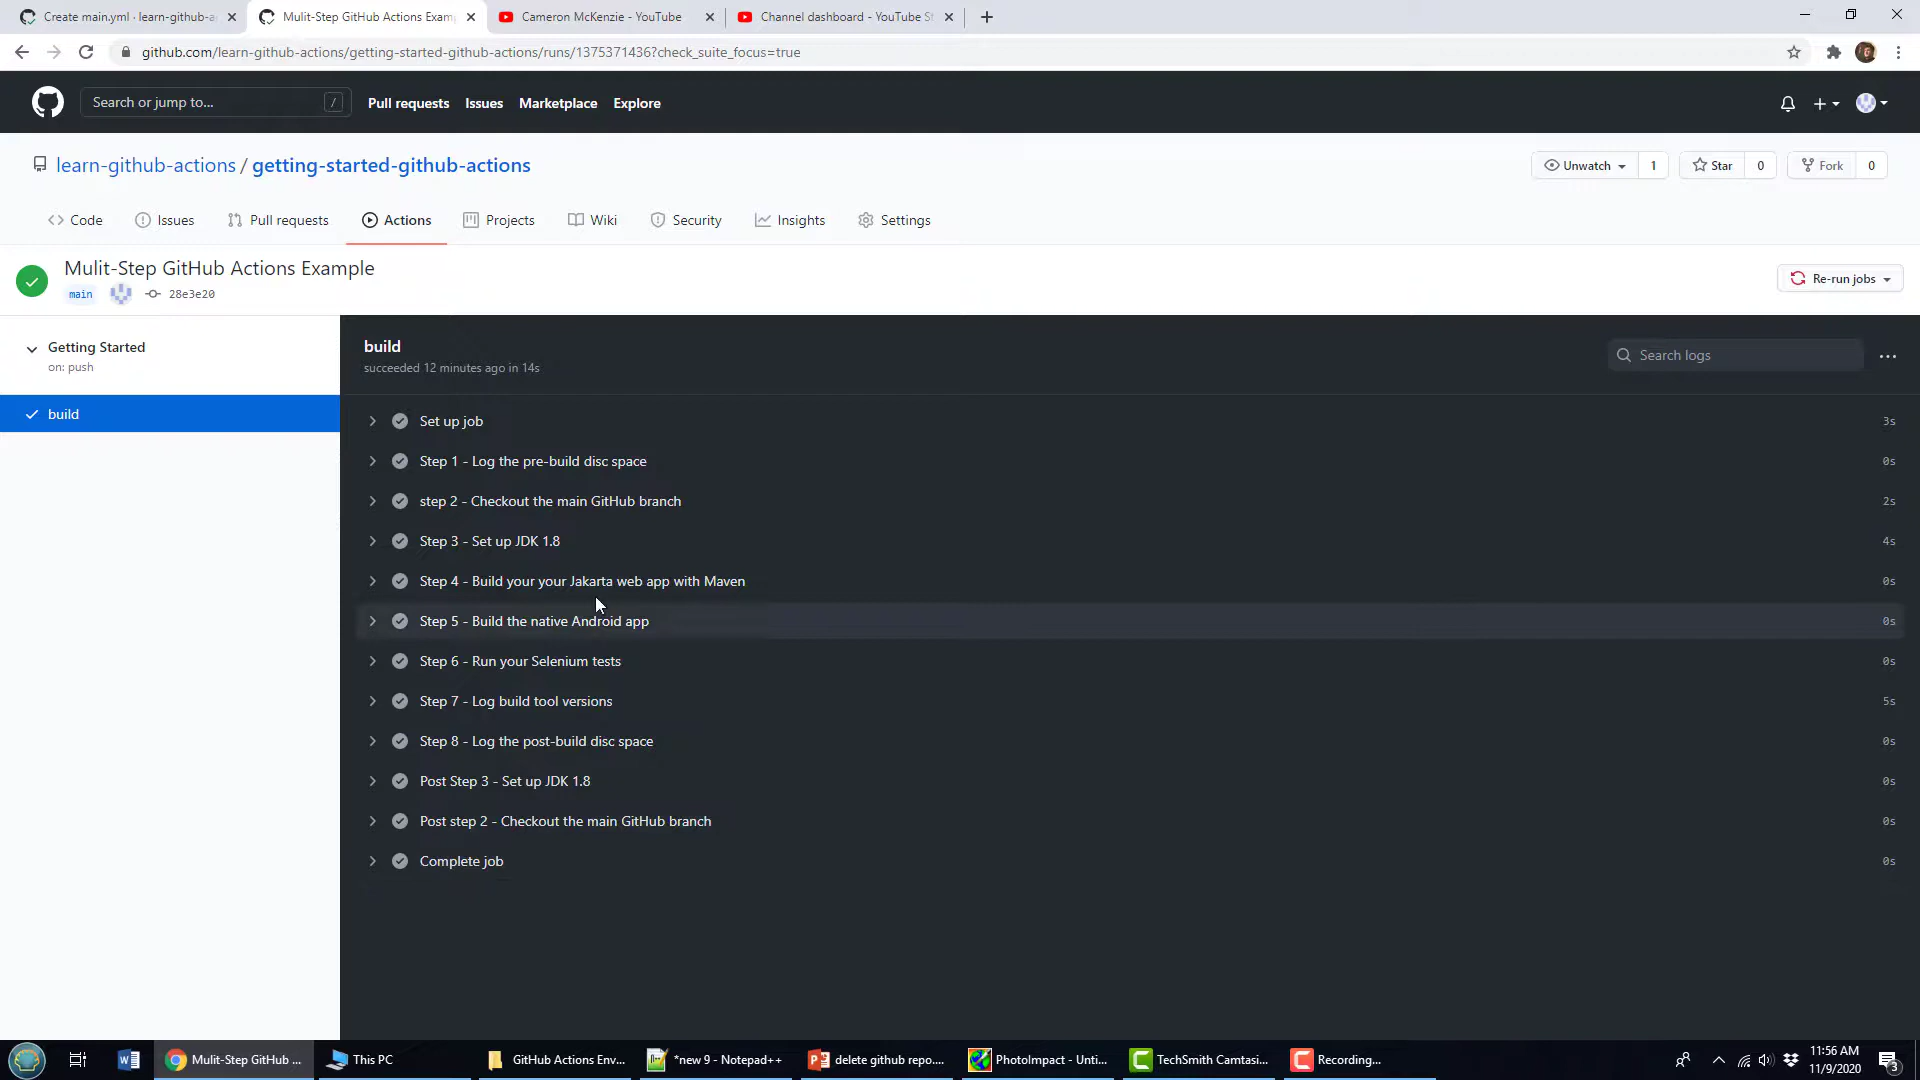 Create main.yml · learn-github-a
Mulit-Step GitHub Actions Exam
Cameron McKenzie - YouTube
Channel dashboard - YouTube St
github.com/learn-github-actions/getting-started-github-actions/runs/1375371436?check_suite_focus=true
Search or jump to... /
Pull requests Issues Marketplace Explore
learn-github-actions / getting-started-github-actions
Unwatch 1 Star 0 Fork 0
Code Issues Pull requests Actions Projects Wiki Security Insights Settings
Mulit-Step GitHub Actions Example
main 28e3e20
Re-run jobs
Getting Started
on: push
build
build
succeeded 12 minutes ago in 14s
Search logs
Set up job 3s
Step 1 - Log the pre-build disc space 0s
step 2 - Checkout the main GitHub branch 2s
Step 3 - Set up JDK 1.8 4s
Step 4 - Build your your Jakarta web app with Maven 0s
Step 5 - Build the native Android app 0s
Step 6 - Run your Selenium tests 0s
Step 7 - Log build tool versions 5s
Step 8 - Log the post-build disc space 0s
Post Step 3 - Set up JDK 1.8 0s
Post step 2 - Checkout the main GitHub branch 0s
Complete job 0s
Mulit-Step GitHub ...
This PC
GitHub Actions Env...
*new 9 - Notepad++
delete github repo....
PhotoImpact - Unti...
TechSmith Camtasi...
Recording...
11:56 AM
11/9/2020
3